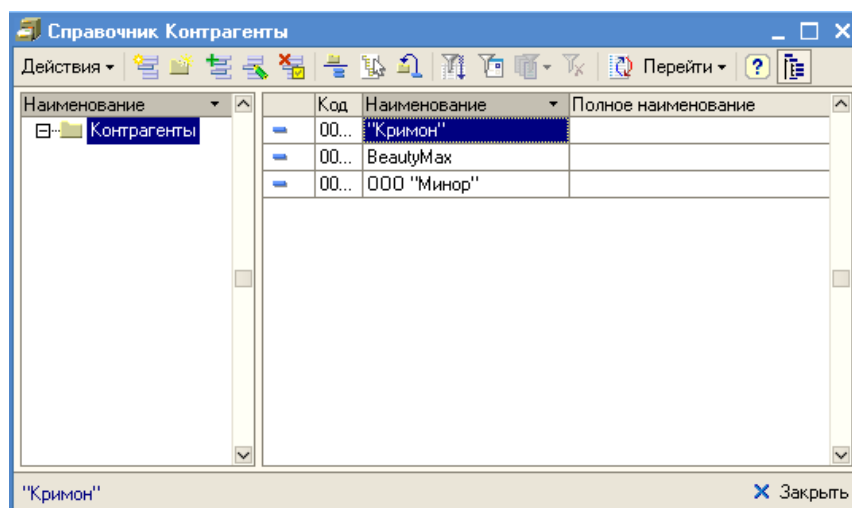 Справочник Контрагенты
Действия Перейти ?
Наименование Код Наименование Полное наименование
Контрагенты 00... "Кримон"
00... BeautyMax
00... ООО "Минор"
"Кримон" Закрыть